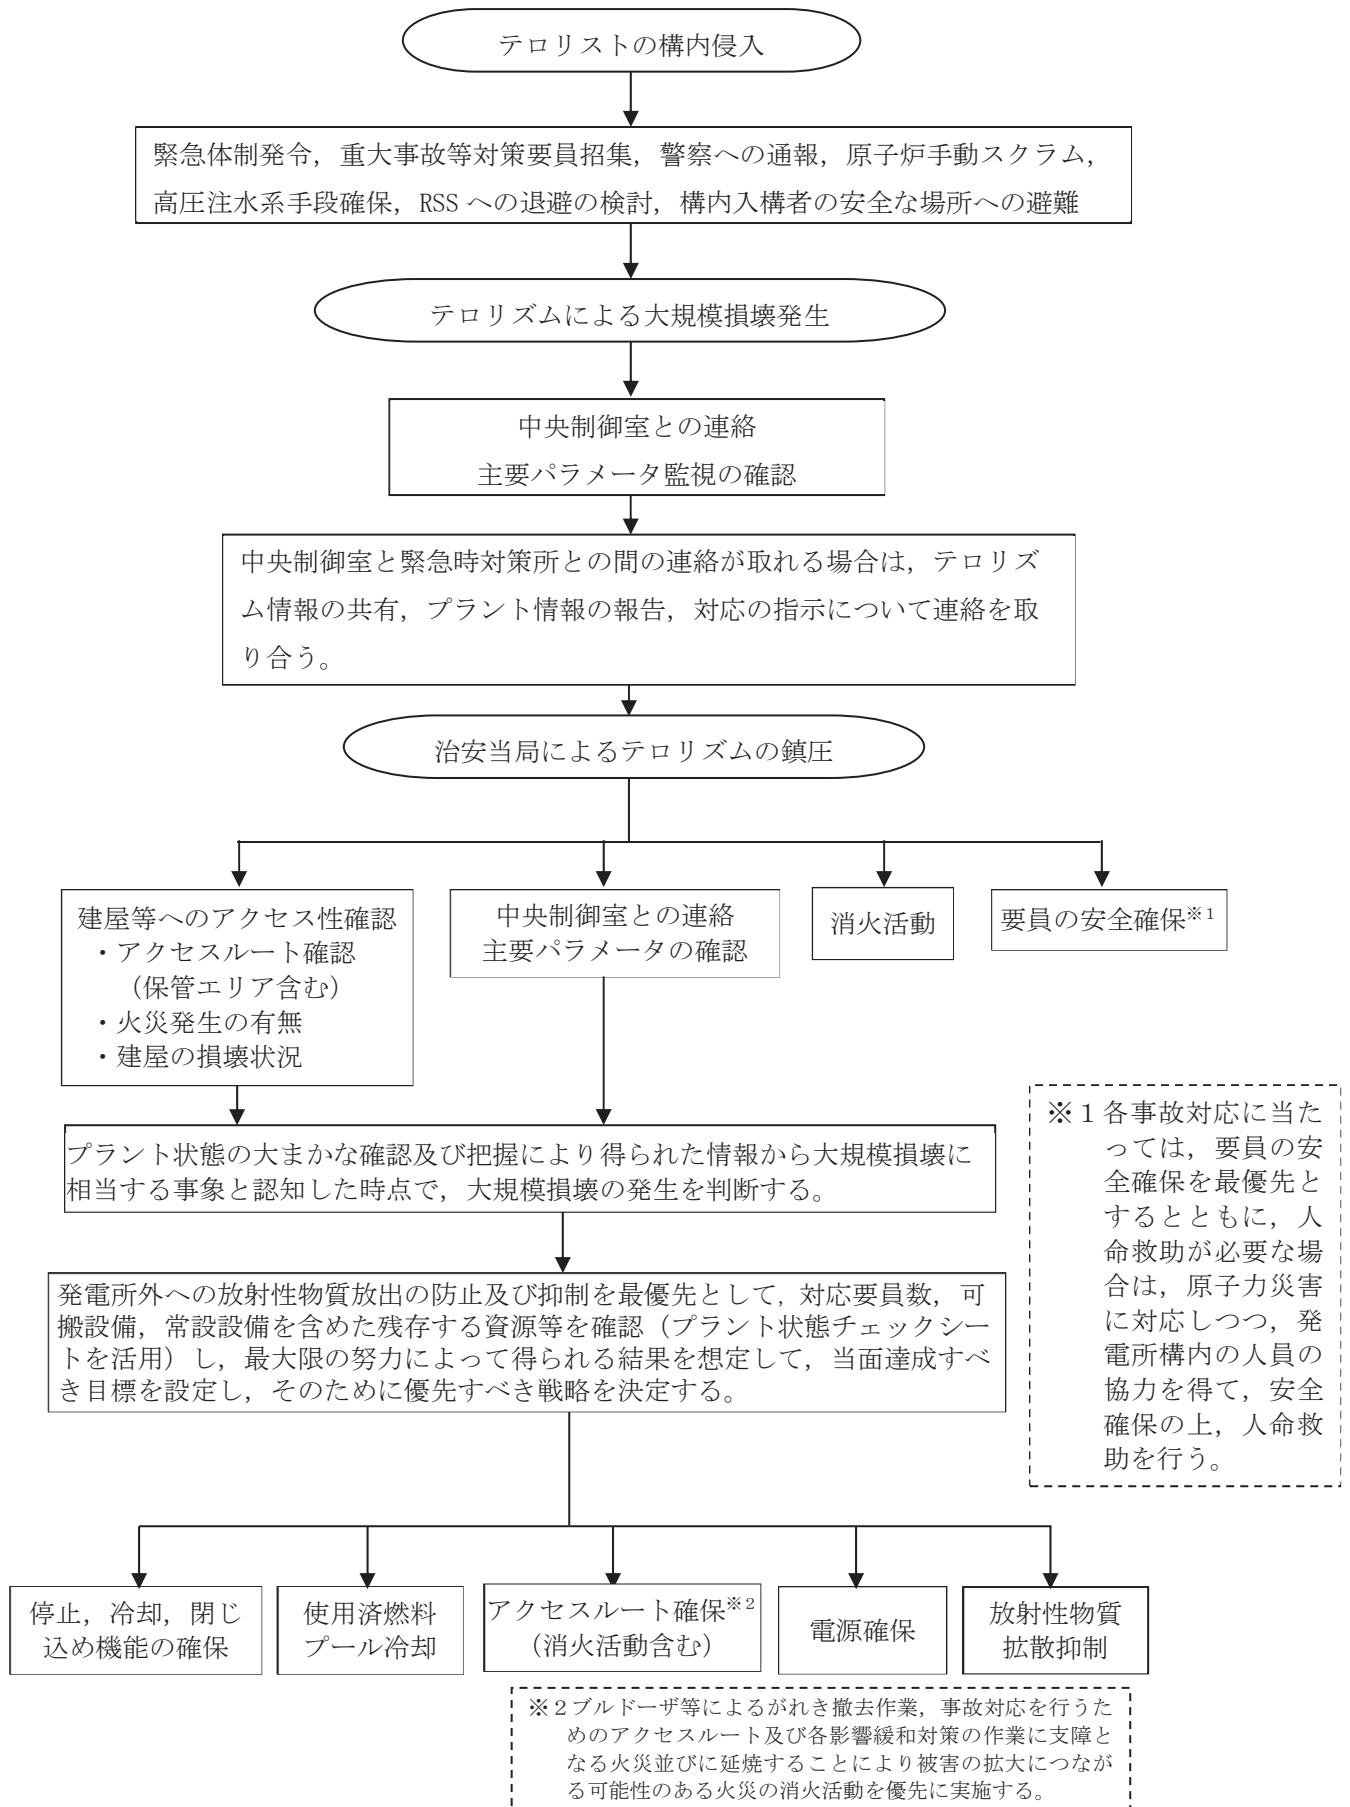 テロリストの構内侵入
緊急体制発令，重大事故等対策要員招集，警察への通報，原子炉手動スクラム，
高圧注水系手段確保，RSS への退避の検討，構内入構者の安全な場所への避難
テロリズムによる大規模損壊発生
中央制御室との連絡
主要パラメータ監視の確認
中央制御室と緊急時対策所との間の連絡が取れる場合は，テロリズ
ム情報の共有，プラント情報の報告，対応の指示について連絡を取
り合う。
治安当局によるテロリズムの鎮圧
建屋等へのアクセス性確認
・アクセスルート確認
（保管エリア含む）
・火災発生の有無
・建屋の損壊状況
中央制御室との連絡
主要パラメータの確認
消火活動
要員の安全確保※1
プラント状態の大まかな確認及び把握により得られた情報から大規模損壊に
相当する事象と認知した時点で，大規模損壊の発生を判断する。
※１各事故対応に当た
っては，要員の安
全確保を最優先と
するとともに，人
命救助が必要な場
合は，原子力災害
に対応しつつ，発
電所構内の人員の
協力を得て，安全
確保の上，人命救
助を行う。
発電所外への放射性物質放出の防止及び抑制を最優先として，対応要員数，可
搬設備，常設設備を含めた残存する資源等を確認（プラント状態チェックシー
トを活用）し，最大限の努力によって得られる結果を想定して，当面達成すべ
き目標を設定し，そのために優先すべき戦略を決定する。
停止，冷却，閉じ
込め機能の確保
使用済燃料
プール冷却
アクセスルート確保※2
（消火活動含む）
電源確保
放射性物質
拡散抑制
※２ブルドーザ等によるがれき撤去作業，事故対応を行うた
めのアクセスルート及び各影響緩和対策の作業に支障と
なる火災並びに延焼することにより被害の拡大につなが
る可能性のある火災の消火活動を優先に実施する。